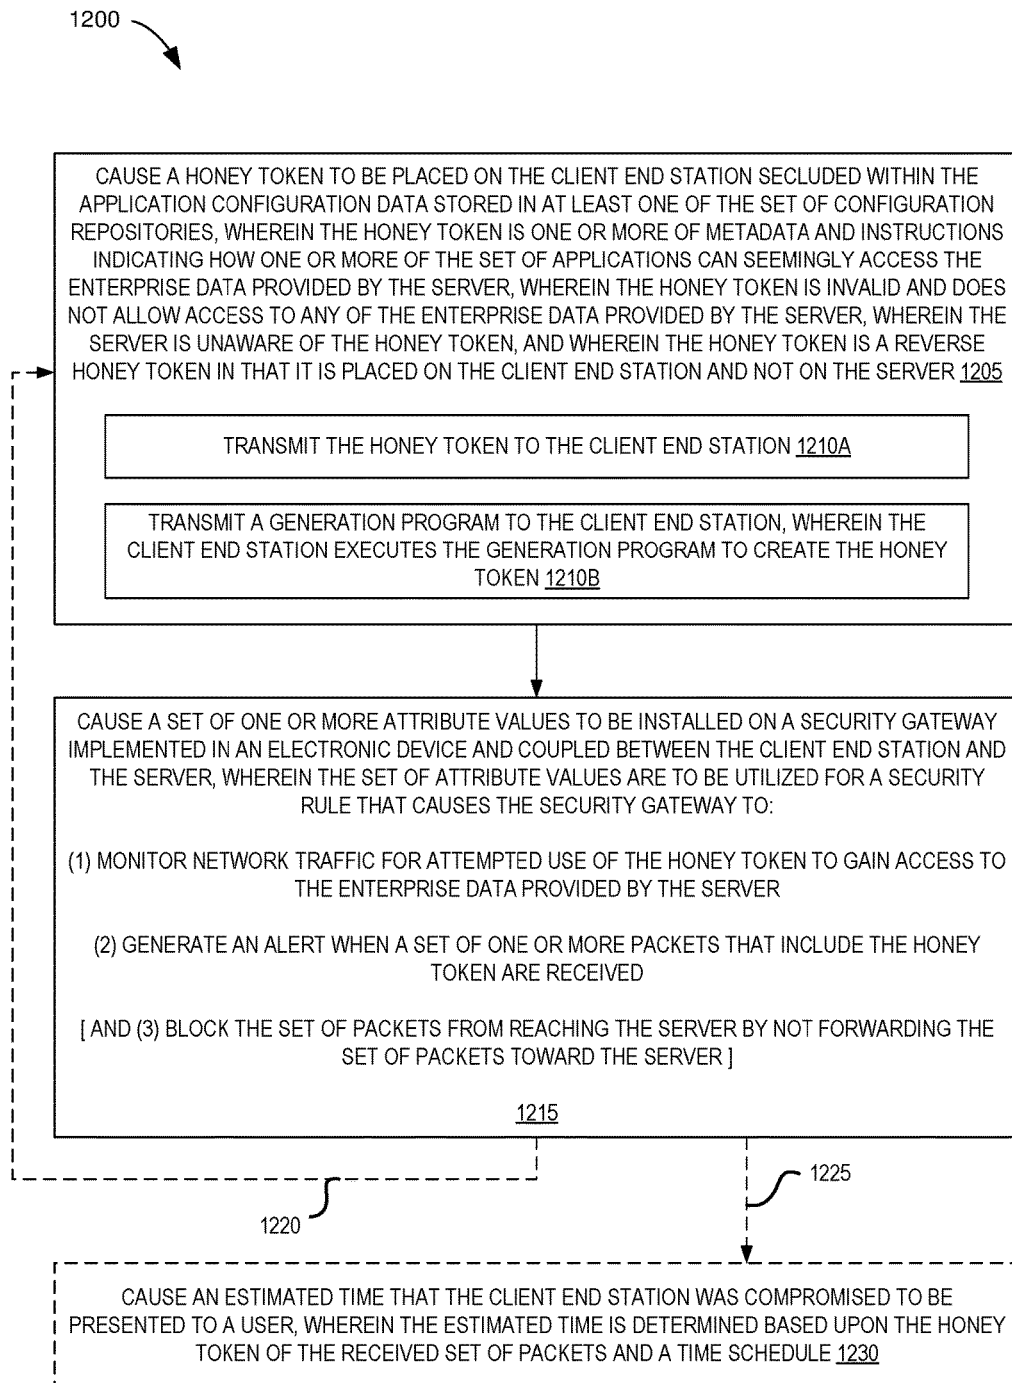 1200
CAUSE A HONEY TOKEN TO BE PLACED ON THE CLIENT END STATION SECLUDED WITHIN THE
APPLICATION CONFIGURATION DATA STORED IN AT LEAST ONE OF THE SET OF CONFIGURATION
REPOSITORIES, WHEREIN THE HONEY TOKEN IS ONE OR MORE OF METADATA AND INSTRUCTIONS
INDICATING HOW ONE OR MORE OF THE SET OF APPLICATIONS CAN SEEMINGLY ACCESS THE
ENTERPRISE DATA PROVIDED BY THE SERVER, WHEREIN THE HONEY TOKEN IS INVALID AND DOES
NOT ALLOW ACCESS TO ANY OF THE ENTERPRISE DATA PROVIDED BY THE SERVER, WHEREIN THE
SERVER IS UNAWARE OF THE HONEY TOKEN, AND WHEREIN THE HONEY TOKEN IS A REVERSE
HONEY TOKEN IN THAT IT IS PLACED ON THE CLIENT END STATION AND NOT ON THE SERVER 1205
TRANSMIT THE HONEY TOKEN TO THE CLIENT END STATION 1210A
TRANSMIT A GENERATION PROGRAM TO THE CLIENT END STATION, WHEREIN THE
CLIENT END STATION EXECUTES THE GENERATION PROGRAM TO CREATE THE HONEY
TOKEN 1210B
CAUSE A SET OF ONE OR MORE ATTRIBUTE VALUES TO BE INSTALLED ON A SECURITY GATEWAY
IMPLEMENTED IN AN ELECTRONIC DEVICE AND COUPLED BETWEEN THE CLIENT END STATION AND
THE SERVER, WHEREIN THE SET OF ATTRIBUTE VALUES ARE TO BE UTILIZED FOR A SECURITY
RULE THAT CAUSES THE SECURITY GATEWAY TO:
(1) MONITOR NETWORK TRAFFIC FOR ATTEMPTED USE OF THE HONEY TOKEN TO GAIN ACCESS TO
THE ENTERPRISE DATA PROVIDED BY THE SERVER
(2) GENERATE AN ALERT WHEN A SET OF ONE OR MORE PACKETS THAT INCLUDE THE HONEY
TOKEN ARE RECEIVED
[ AND (3) BLOCK THE SET OF PACKETS FROM REACHING THE SERVER BY NOT FORWARDING THE
SET OF PACKETS TOWARD THE SERVER ]
1215
1225
1220
CAUSE AN ESTIMATED TIME THAT THE CLIENT END STATION WAS COMPROMISED TO BE
PRESENTED TO A USER, WHEREIN THE ESTIMATED TIME IS DETERMINED BASED UPON THE HONEY
TOKEN OF THE RECEIVED SET OF PACKETS AND A TIME SCHEDULE 1230